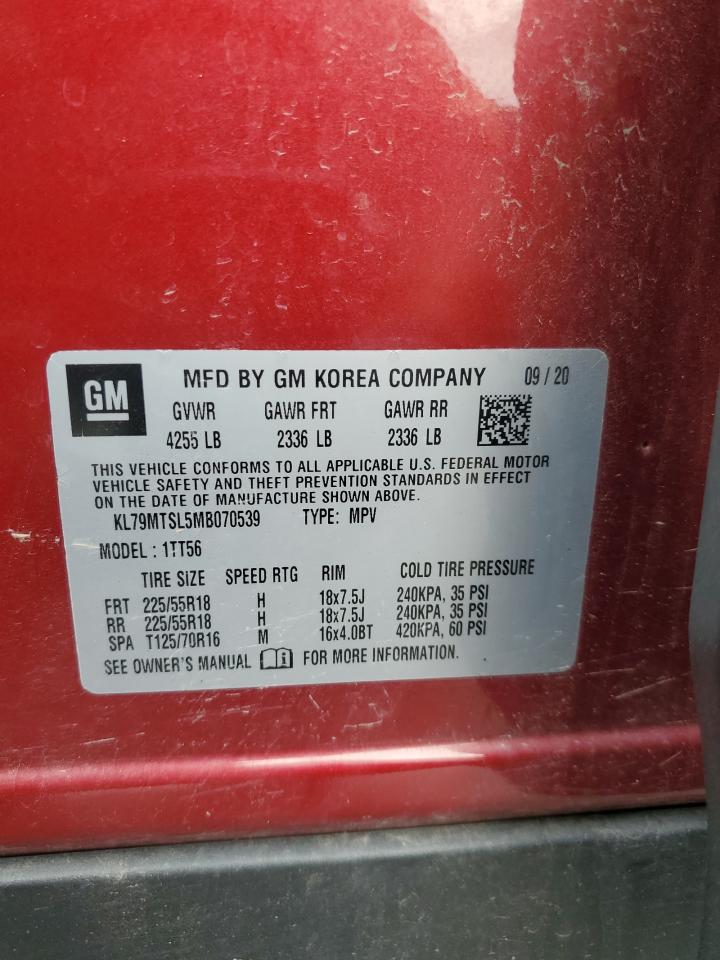 GM MFD BY GM KOREA COMPANY 09 / 20
GVWR GAWR FRT GAWR RR
4255 LB 2336 LB 2336 LB
THIS VEHICLE CONFORMS TO ALL APPLICABLE U.S. FEDERAL MOTOR
VEHICLE SAFETY AND THEFT PREVENTION STANDARDS IN EFFECT
ON THE DATE OF MANUFACTURE SHOWN ABOVE.
KL79MTSL5MB070539 TYPE: MPV
MODEL : 1TT56
TIRE SIZE SPEED RTG RIM COLD TIRE PRESSURE
FRT 225/55R18 H 18x7.5J 240KPA, 35 PSI
RR 225/55R18 H 18x7.5J 240KPA, 35 PSI
SPA T125/70R16 M 16x4.0BT 420KPA, 60 PSI
SEE OWNER'S MANUAL i FOR MORE INFORMATION.